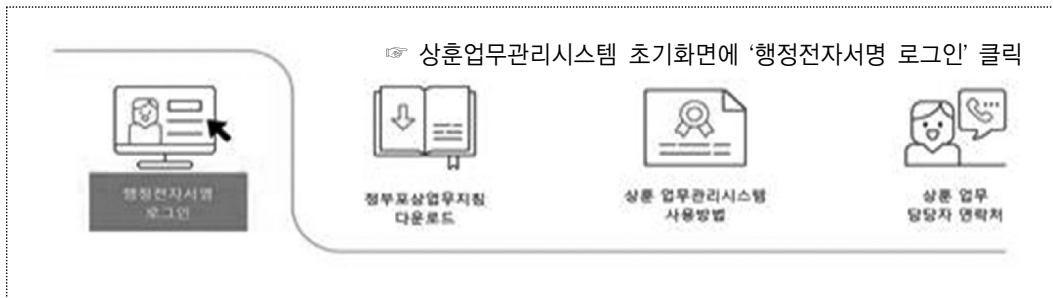 ☞ 상훈업무관리시스템 초기화면에 ‘행정전자서명 로그인’ 클릭
행정전자서명
로그인
정부포상업무지침
다운로드
상훈 업무관리시스템
사용방법
상훈 업무
담당자 연락처